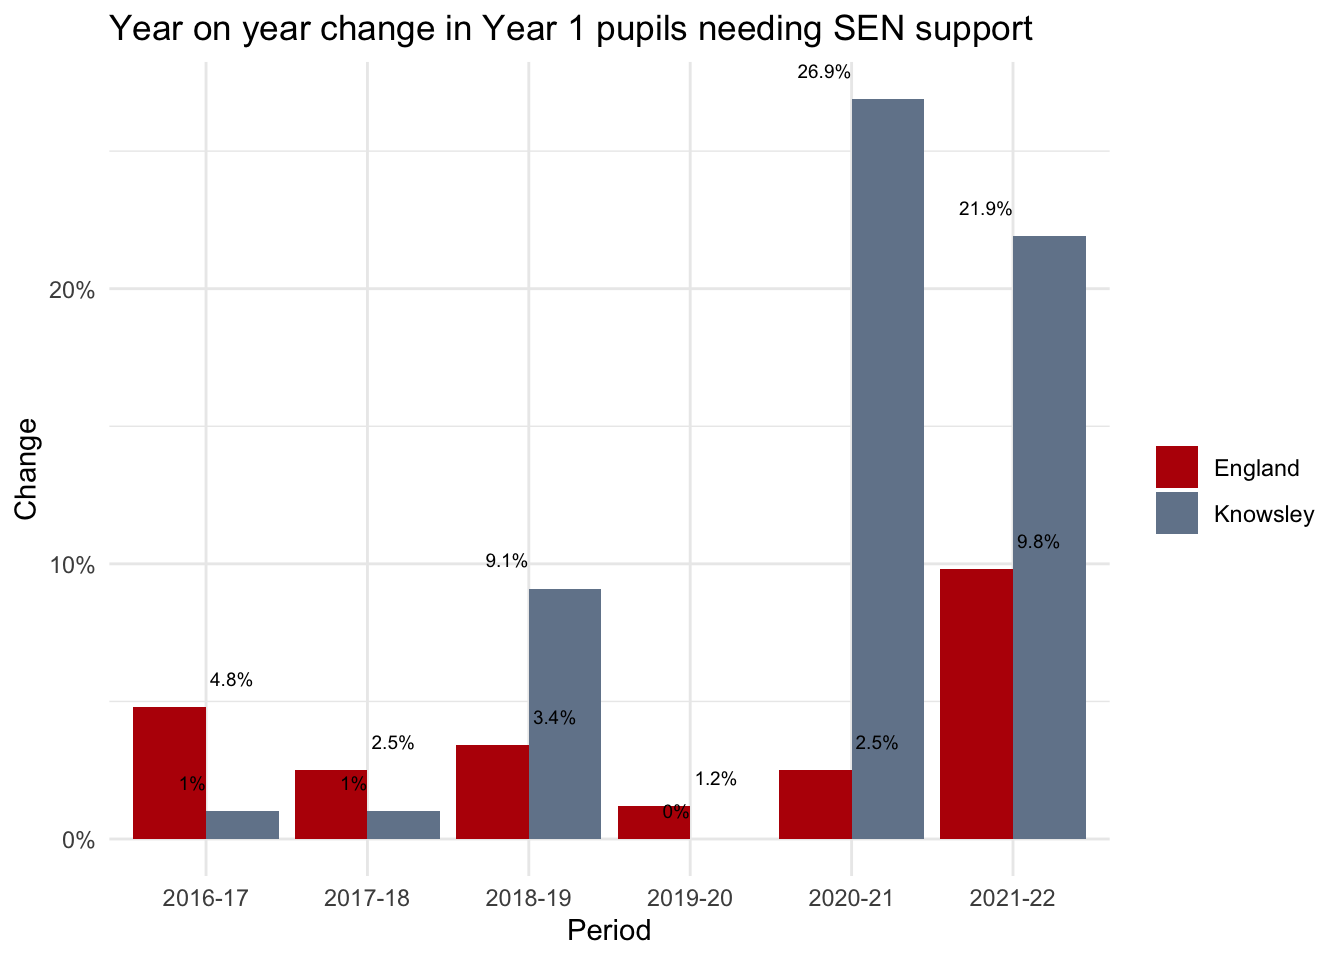 Year on year change in Year 1 pupils needing SEN support
26.9%
21.9%
20%
Change
England
Knowsley
9.8%
9.1%
10%
4.8%
3.4%
2.5%
2.5%
1%
1%
1.2%
0%
0%
2016-17 2017-18 2018-19 2019-20 2020-21 2021-22
Period